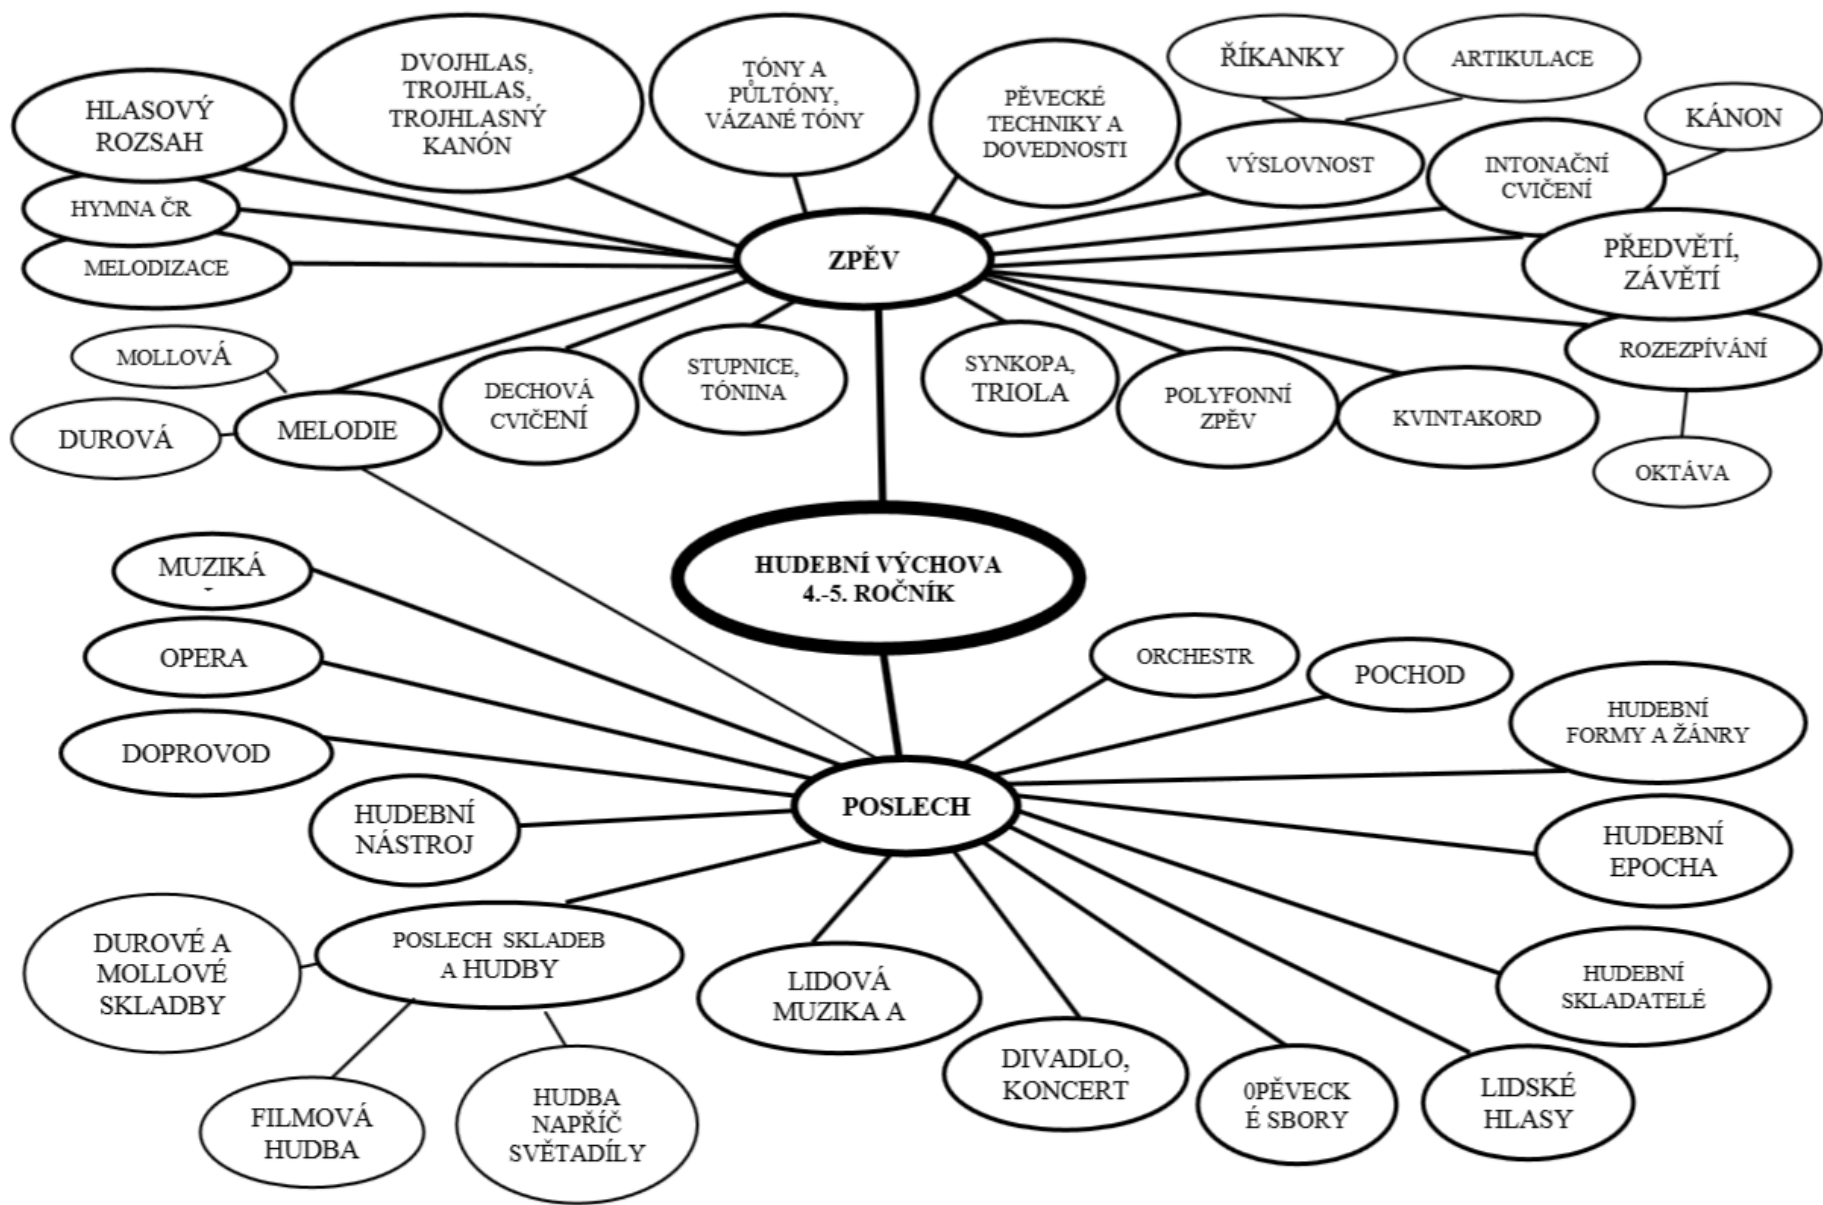 DVOJHLAS,
TROJHLAS,
TROJHLASNÝ
KANÓN
TÓNY A
PŮLTÓNY,
VÁZANÉ TÓNY
PĚVECKÉ
TECHNIKY A
DOVEDNOSTI
ŘÍKANKY
ARTIKULACE
HLASOVÝ
ROZSAH
KÁNON
VÝSLOVNOST
INTONAČNÍ
CVIČENÍ
HYMNA ČR
MELODIZACE
ZPĚV
PŘEDVĚTÍ,
ZÁVĚTÍ
ROZEZPÍVÁNÍ
MOLLOVÁ
DUROVÁ
MELODIE
DECHOVÁ
CVIČENÍ
STUPNICE,
TÓNINA
SYNKOPA,
TRIOLA
POLYFONNÍ
ZPĚV
KVINTAKORD
OKTÁVA
HUDEBNÍ VÝCHOVA
4.-5. ROČNÍK
MUZIKÁ
OPERA
DOPROVOD
HUDEBNÍ
NÁSTROJ
POSLECH
ORCHESTR
POCHOD
HUDEBNÍ
FORMY A ŽÁNRY
HUDEBNÍ
EPOCHA
HUDEBNÍ
SKLADATELÉ
DUROVÉ A
MOLLOVÉ
SKLADBY
POSLECH SKLADEB
A HUDBY
LIDOVÁ
MUZIKA A
DIVADLO,
KONCERT
0PĚVECK
É SBORY
LIDSKÉ
HLASY
FILMOVÁ
HUDBA
HUDBA
NAPŘÍČ
SVĚTADÍLY